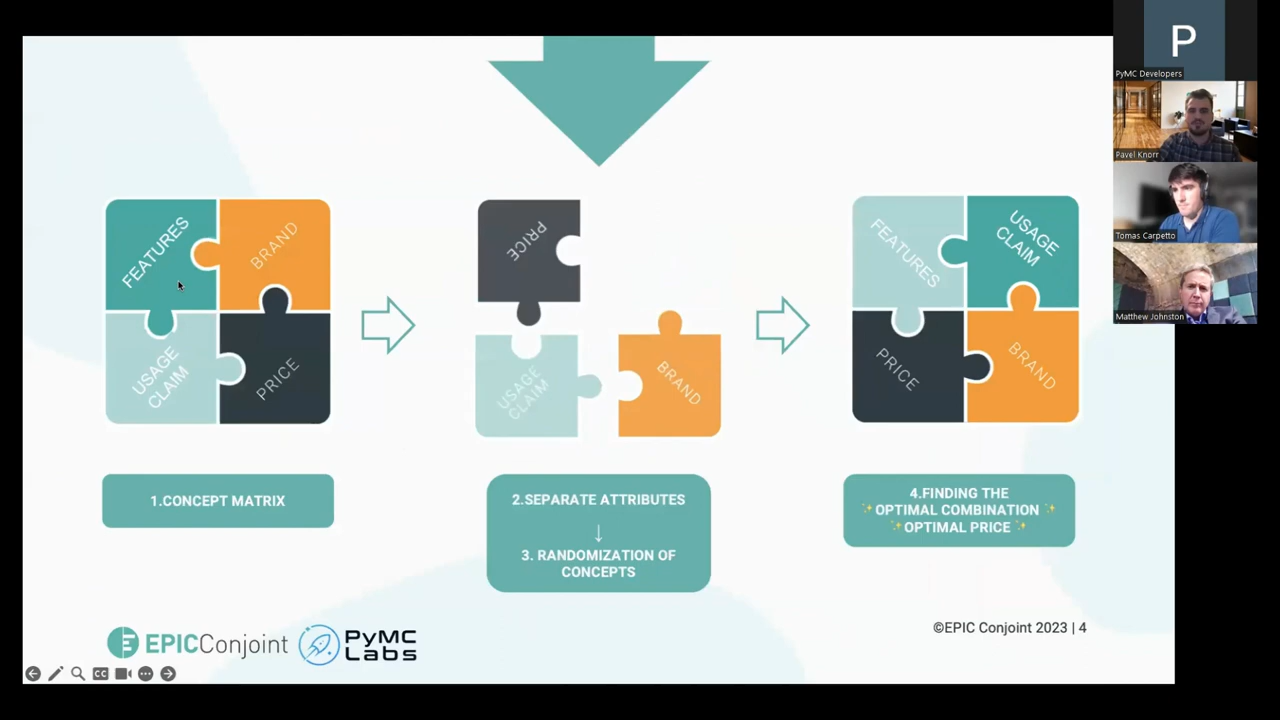 FEATURES
BRAND
USAGE
CLAIM
PRICE
PRICE
USAGE
CLAIM
BRAND
FEATURES
USAGE
CLAIM
PRICE
BRAND
1.CONCEPT MATRIX
2.SEPARATE ATTRIBUTES
↓
3. RANDOMIZATION OF
CONCEPTS
4.FINDING THE
✨OPTIMAL COMBINATION ✨
✨OPTIMAL PRICE ✨
EPICConjoint
PyMC
Labs
©EPIC Conjoint 2023 | 4
CC
P
PyMC Developers
Pavel Knorr
Tomas Carpetto
Matthew Johnston